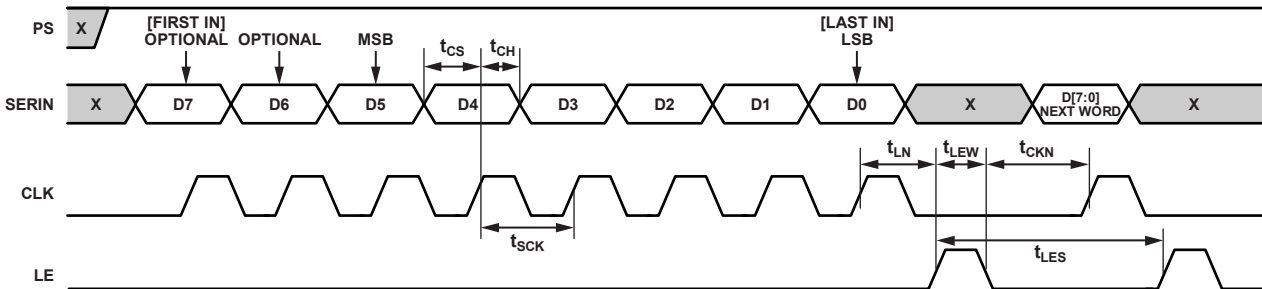 PS X
[FIRST IN]
OPTIONAL OPTIONAL MSB tCS tCH [LAST IN]
LSB
SERIN X D7 D6 D5 D4 D3 D2 D1 D0 X D[7:0]
NEXT WORD X
tLN tLEW tCKN
CLK
tSCK
tLES
LE